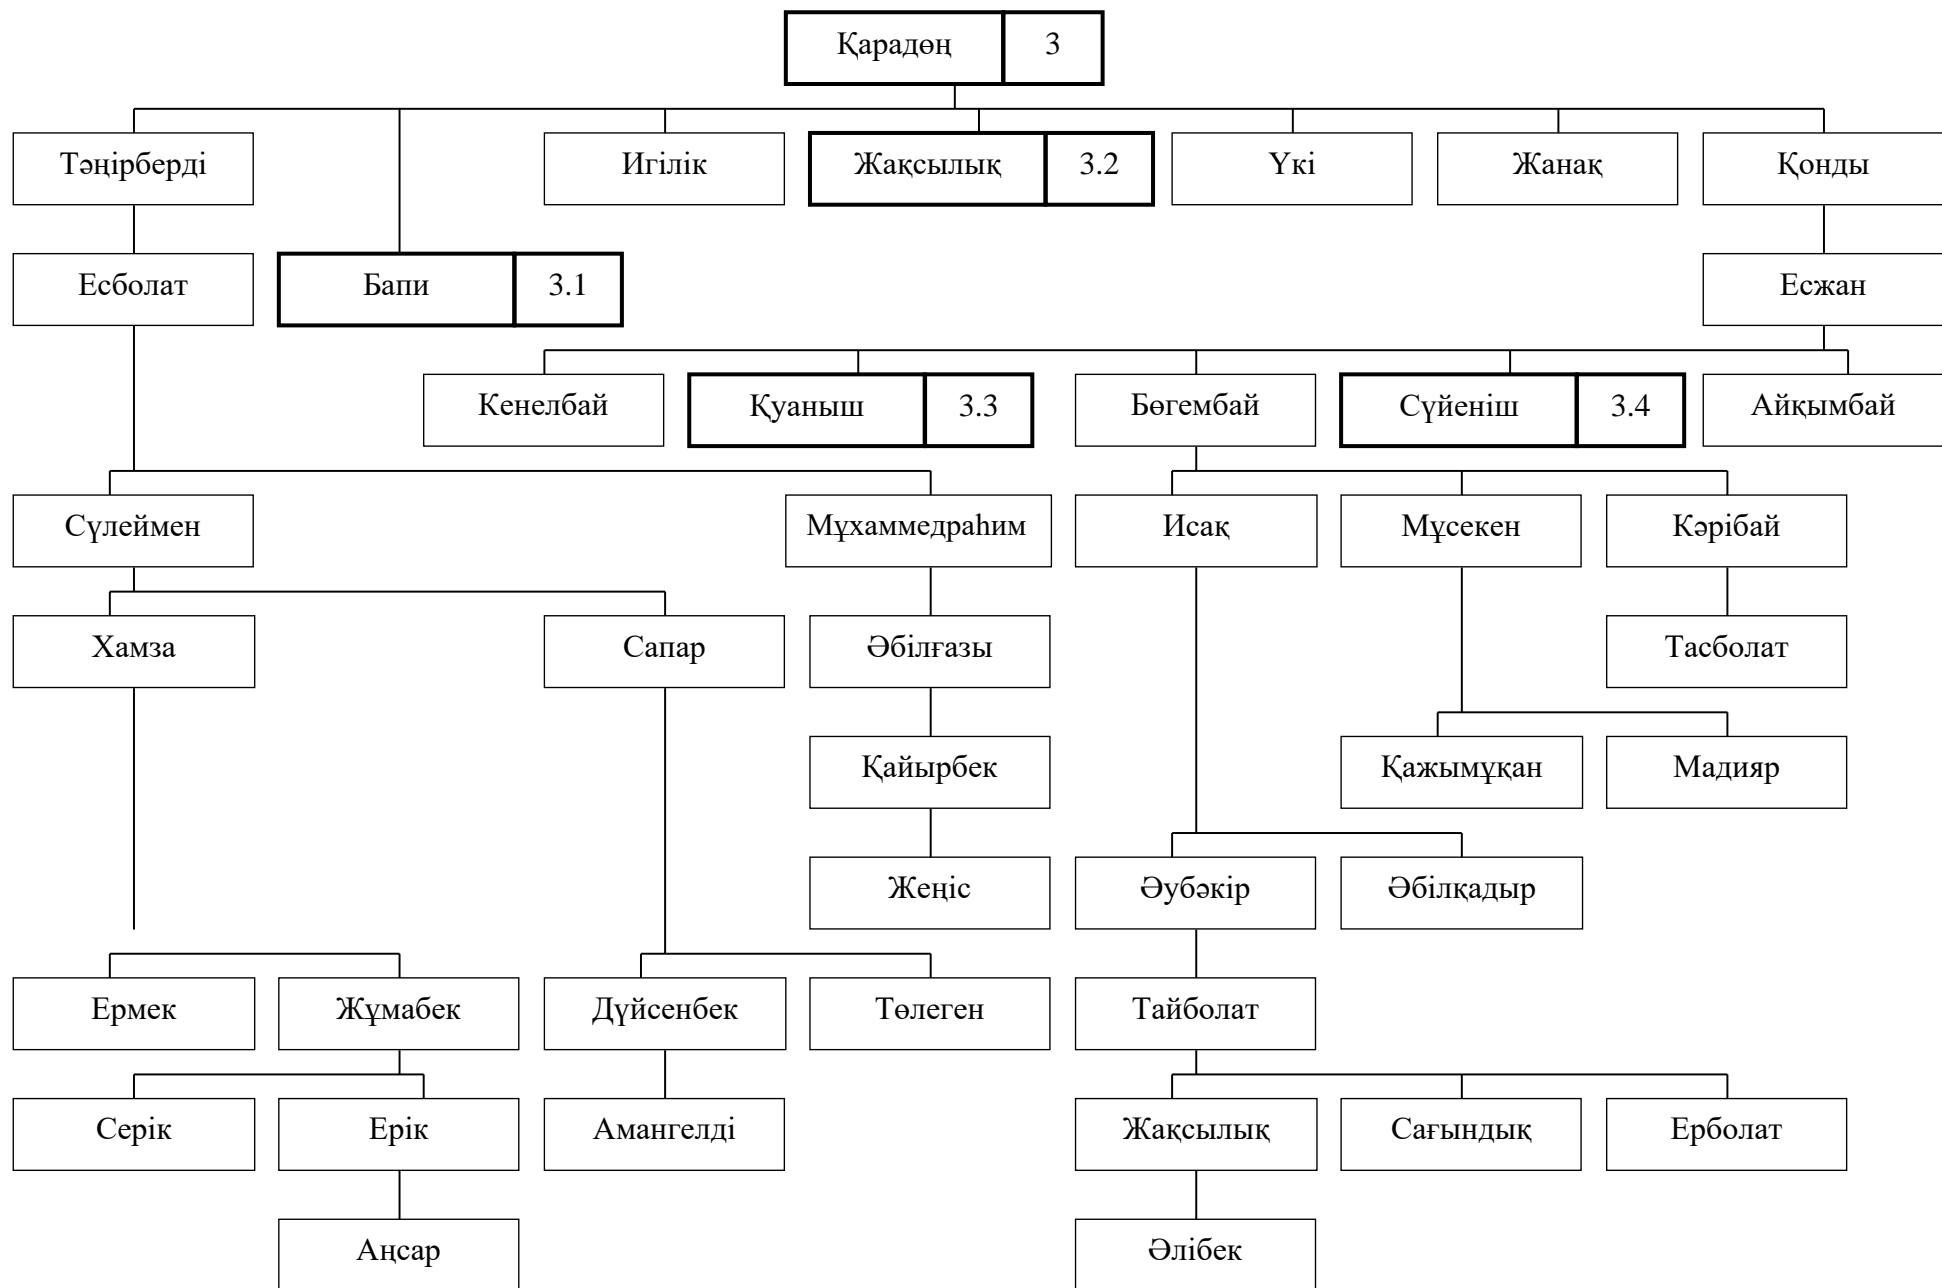 Қарадөң 3
Тәңірберді Игілік Жақсылық 3.2 Үкі Жанақ Қонды
Есболат Бапи 3.1 Есжан
Кенелбай Қуаныш 3.3 Бөгембай Сүйеніш 3.4 Айқымбай
Сүлеймен Мұхаммедраһим Исақ Мұсекен Кәрібай
Хамза Сапар Әбілғазы Тасболат
Қайырбек Қажымұқан Мадияр
Жеңіс Әубәкір Әбілқадыр
Ермек Жұмабек Дүйсенбек Төлеген Тайболат
Серік Ерік Амангелді Жақсылық Сағындық Ерболат
Аңсар Әлібек